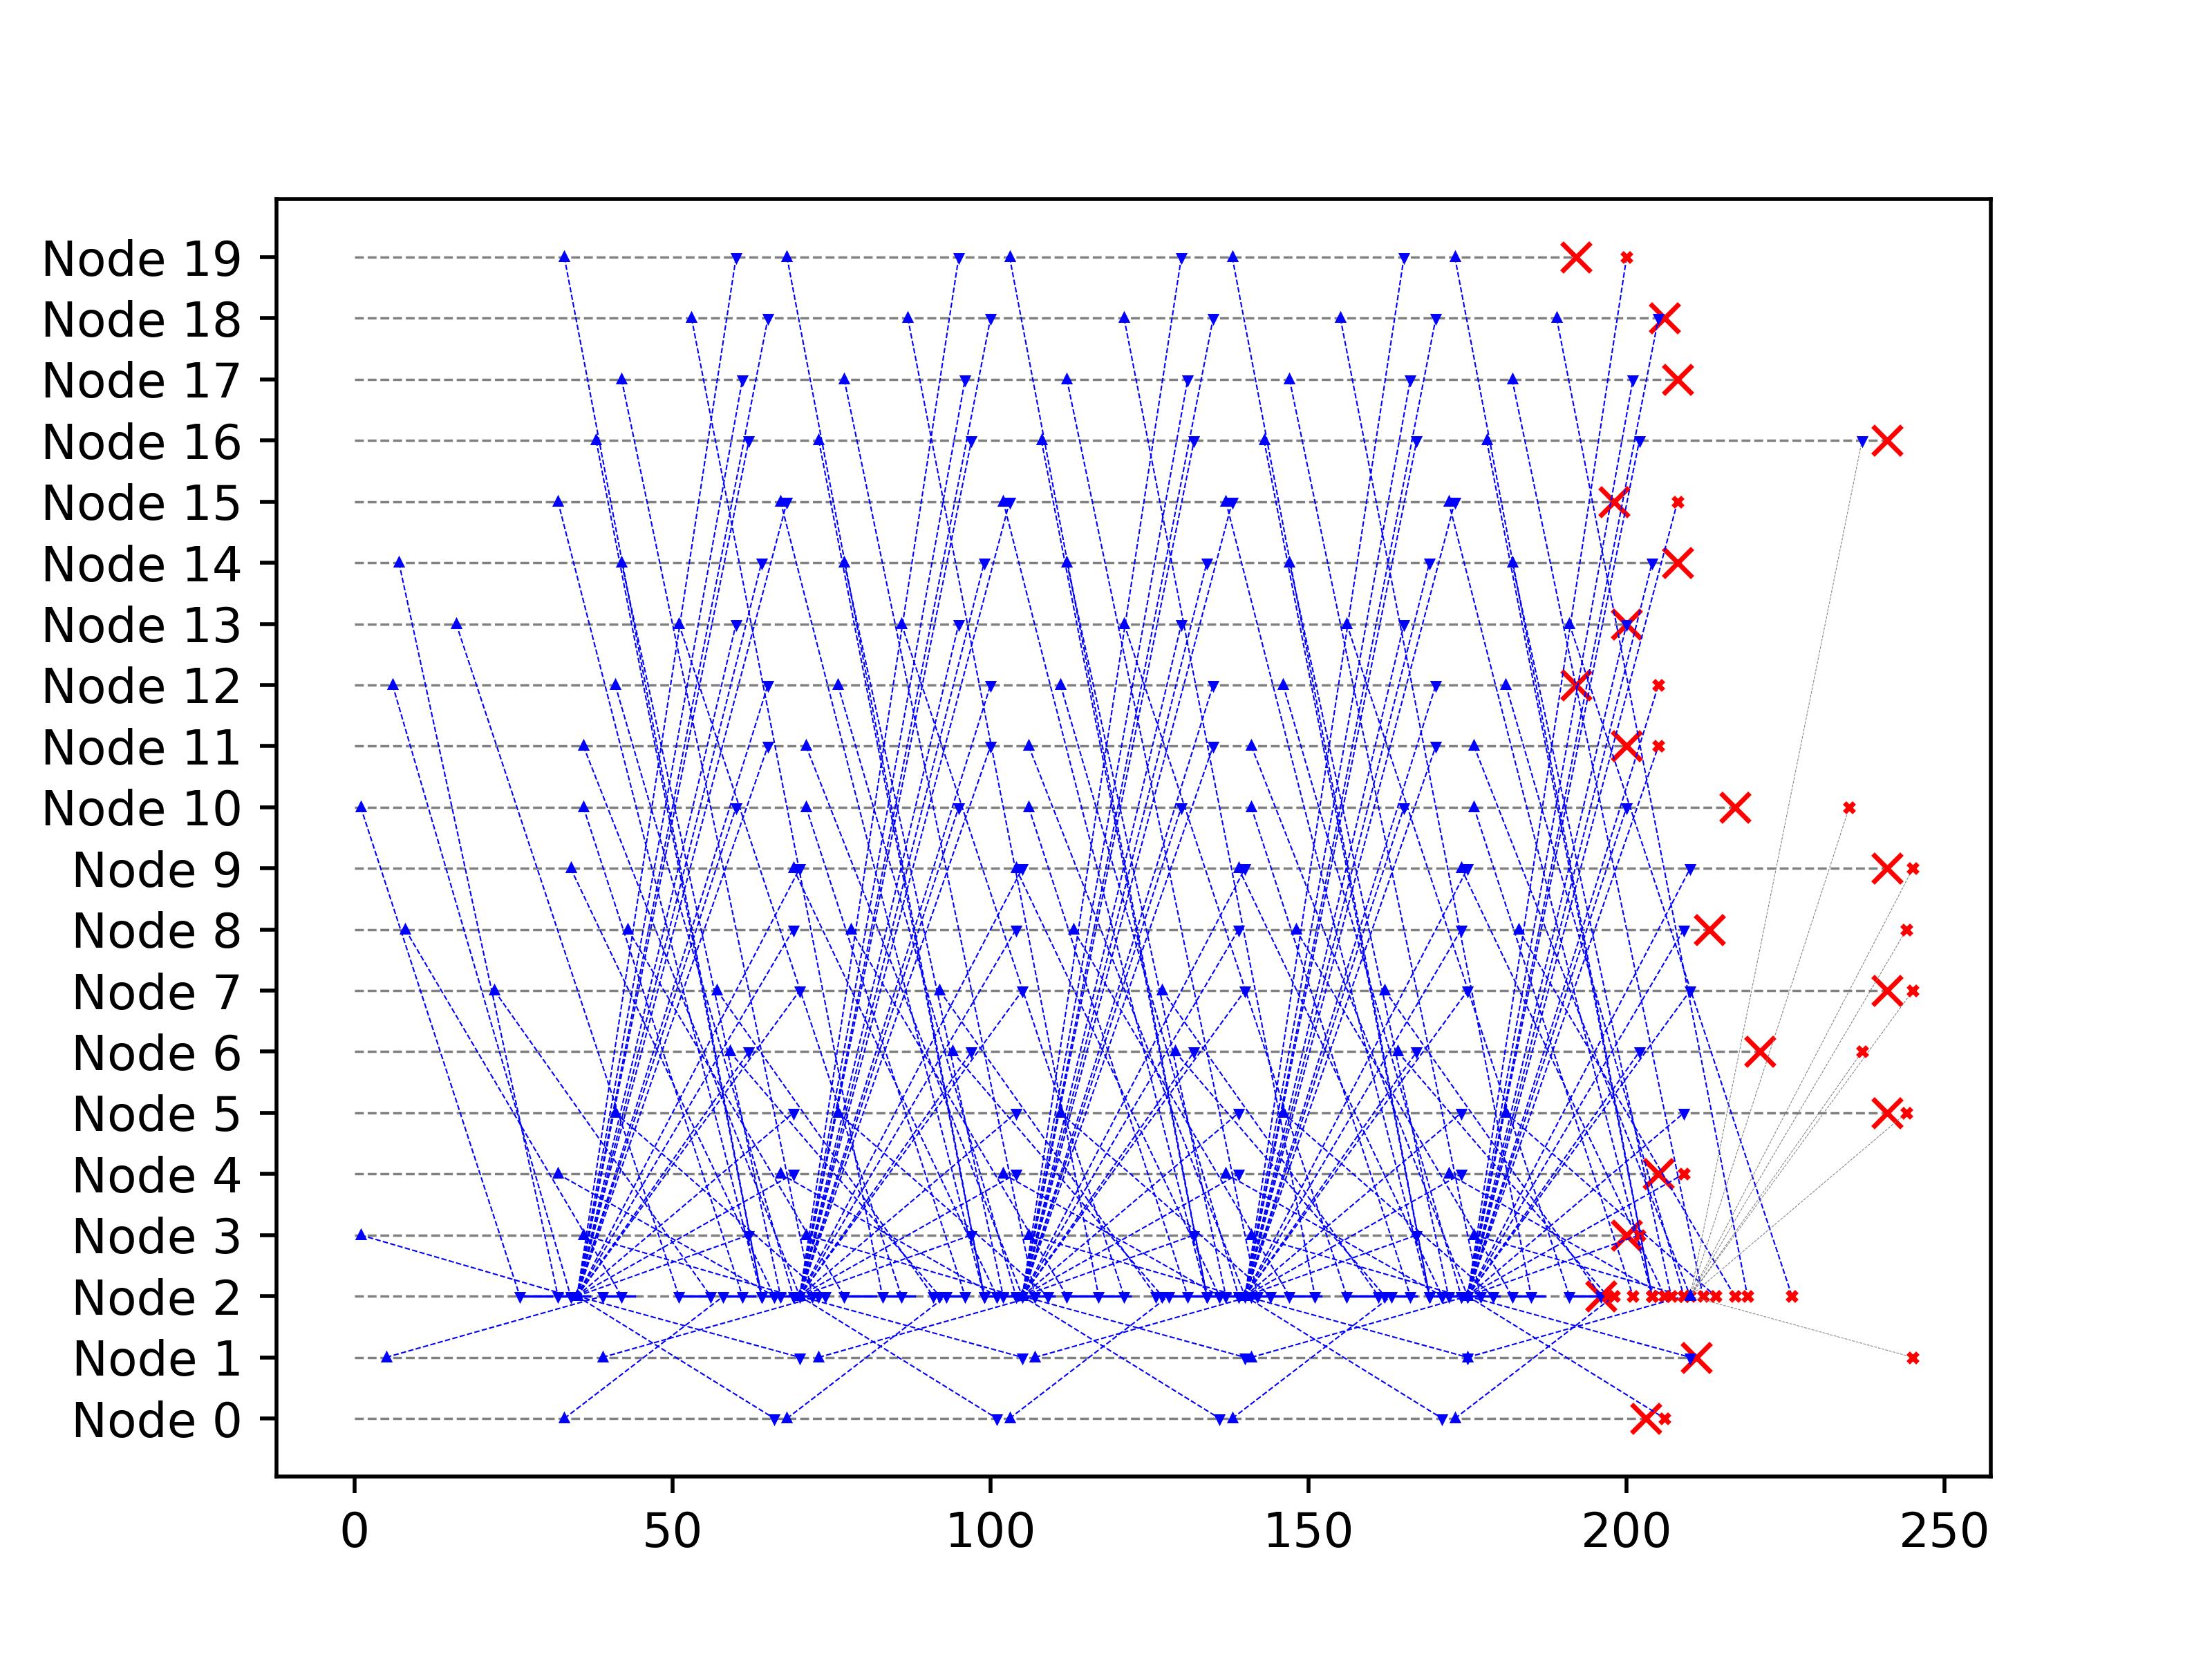 Node 19
Node 18
Node 17
Node 16
Node 15
Node 14
Node 13
Node 12
Node 11
Node 10
Node 9
Node 8
Node 7
Node 6
Node 5
Node 4
Node 3
Node 2
Node 1
Node 0
0 50 100 150 200 250